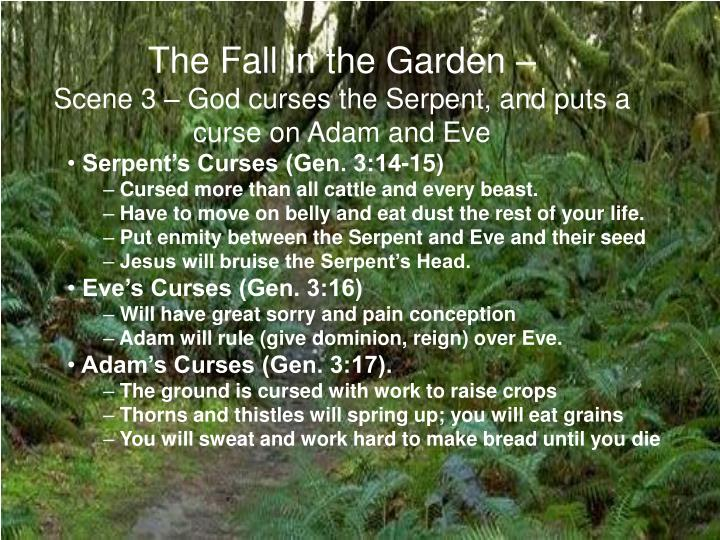 The Fall in the Garden –
Scene 3 – God curses the Serpent, and puts a
curse on Adam and Eve
• Serpent’s Curses (Gen. 3:14-15)
– Cursed more than all cattle and every beast.
– Have to move on belly and eat dust the rest of your life.
– Put enmity between the Serpent and Eve and their seed
– Jesus will bruise the Serpent’s Head.
• Eve’s Curses (Gen. 3:16)
– Will have great sorry and pain conception
– Adam will rule (give dominion, reign) over Eve.
• Adam’s Curses (Gen. 3:17).
– The ground is cursed with work to raise crops
– Thorns and thistles will spring up; you will eat grains
– You will sweat and work hard to make bread until you die